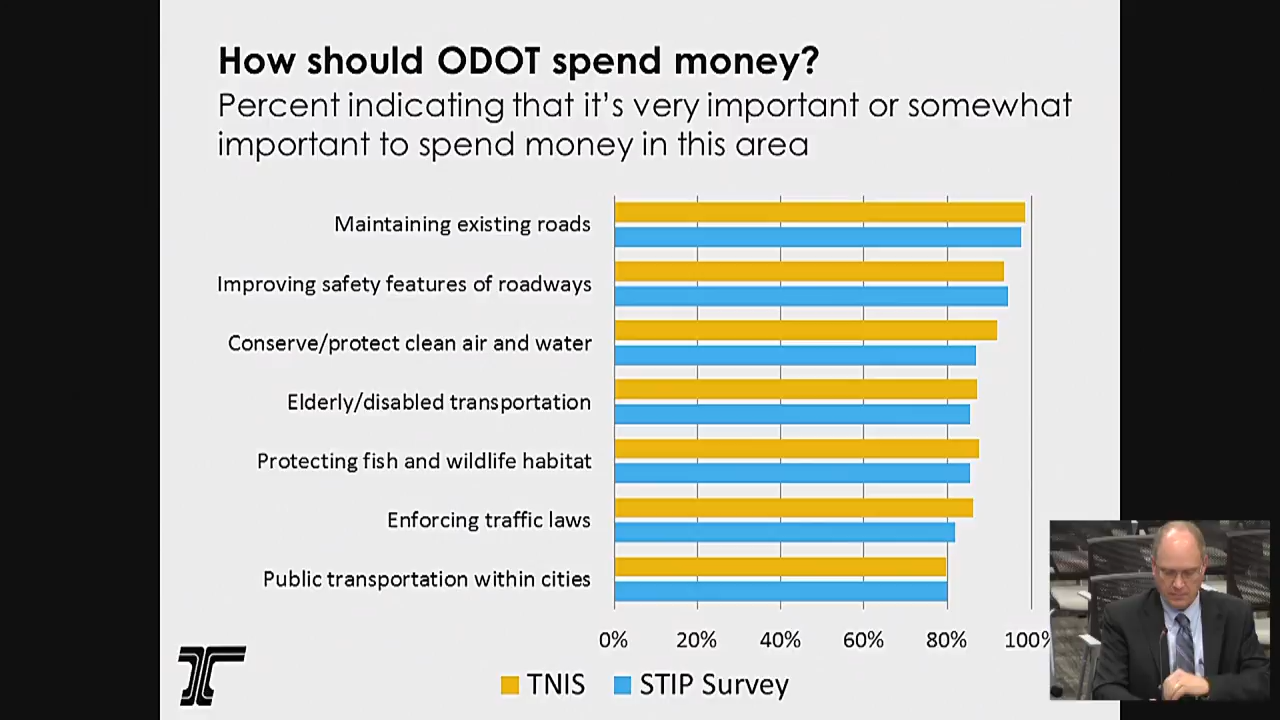 How should ODOT spend money?
Percent indicating that it's very important or somewhat
important to spend money in this area
Maintaining existing roads
Improving safety features of roadways
Conserve/protect clean air and water
Elderly/disabled transportation
Protecting fish and wildlife habitat
Enforcing traffic laws
Public transportation within cities
0% 20% 40% 60% 80% 100%
TNIS STIP Survey